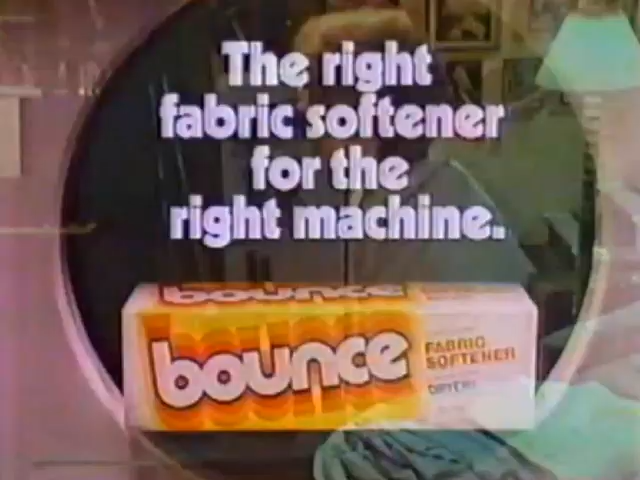 The right
fabric softener
for the
right machine.
bounce
bounce
FABRIC
SOFTENER